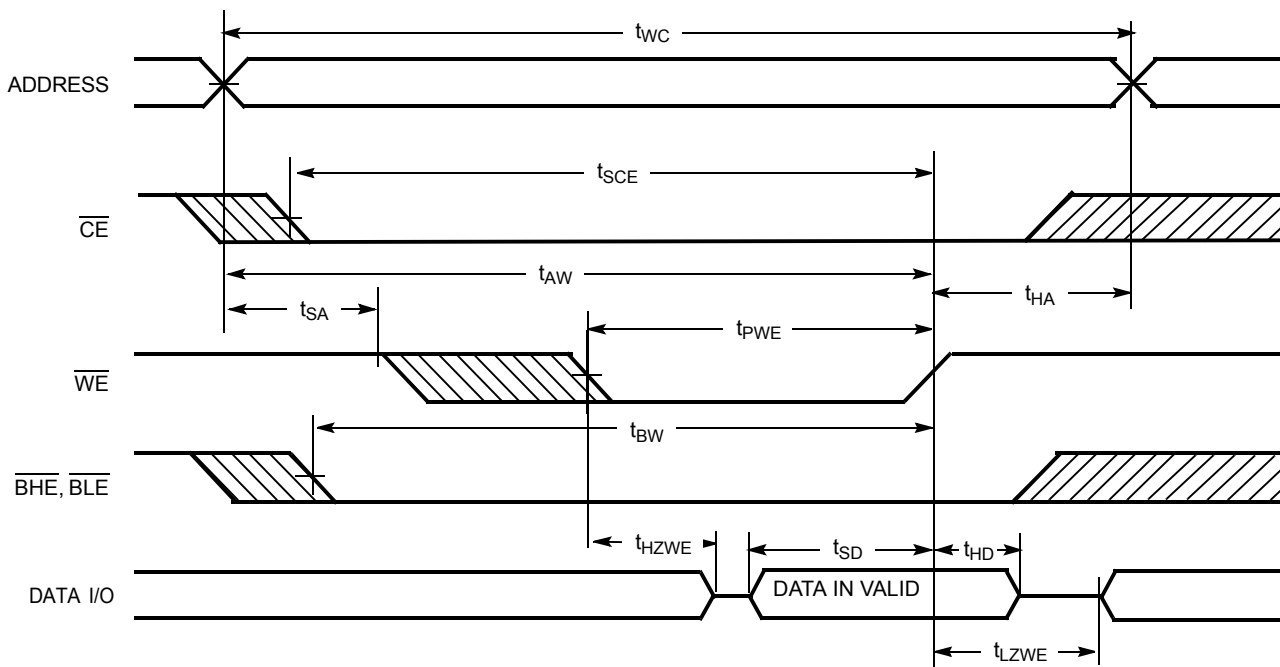 tWC
ADDRESS
tSCE
CE
tAW
tSA
tHA
tPWE
WE
tBW
BHE, BLE
tHZWE
tSD
tHD
DATA I/O
DATA IN VALID
tLZWE